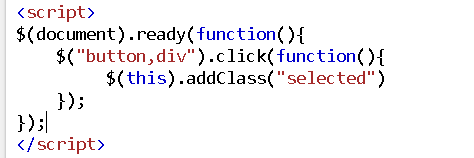 <script>
$(document).ready(function(){
$("button,div").click(function(){
$(this).addClass("selected")
});
});
</script>